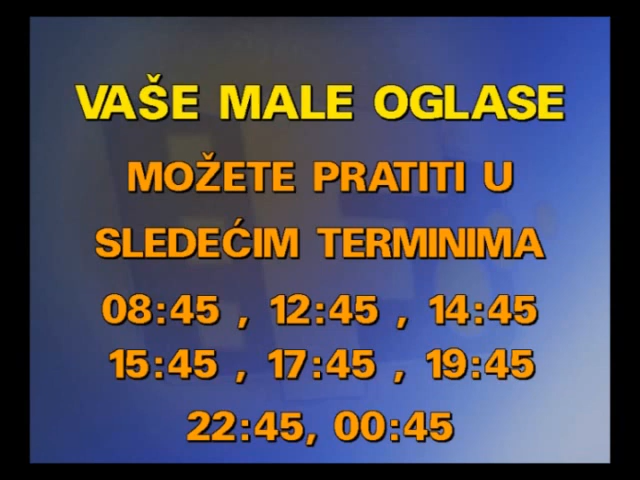 VAŠE MALE OGLASE
MOŽETE PRATITI U
SLEDEĆIM TERMINIMA
08:45 , 12:45 , 14:45
15:45 , 17:45 , 19:45
22:45, 00:45